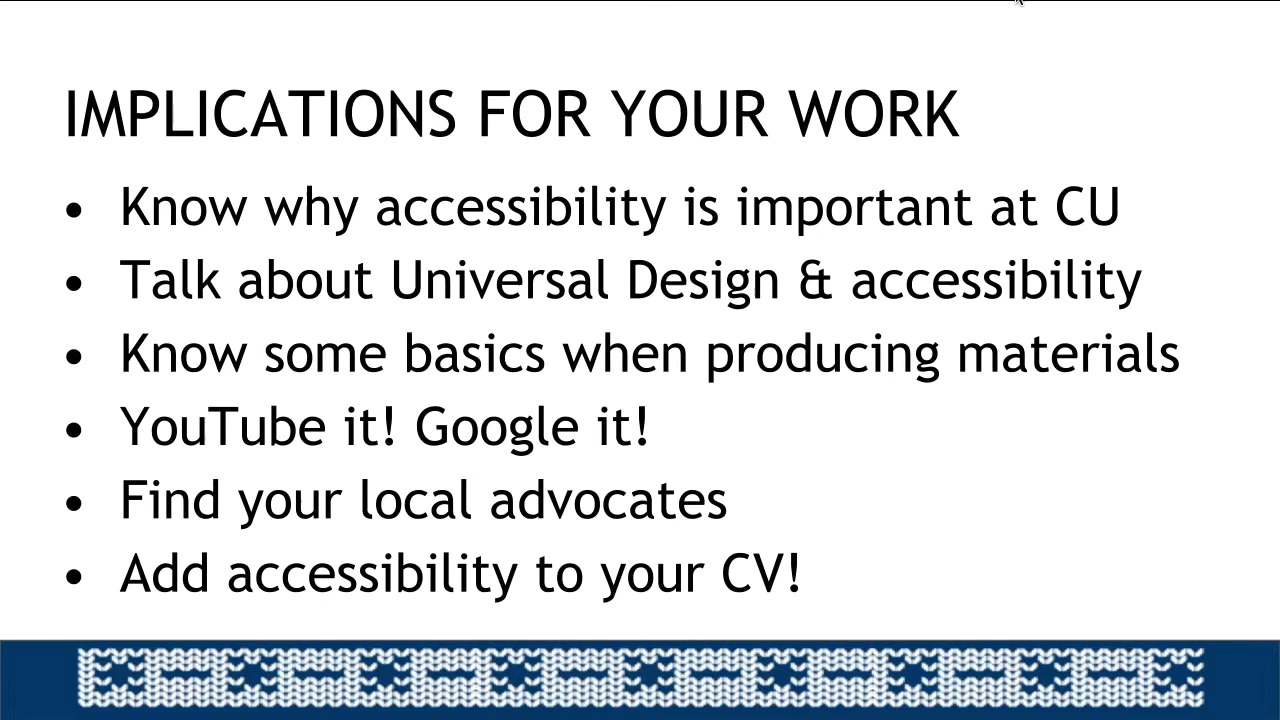 IMPLICATIONS FOR YOUR WORK
• Know why accessibility is important at CU
• Talk about Universal Design & accessibility
• Know some basics when producing materials
• YouTube it! Google it!
• Find your local advocates
• Add accessibility to your CV!